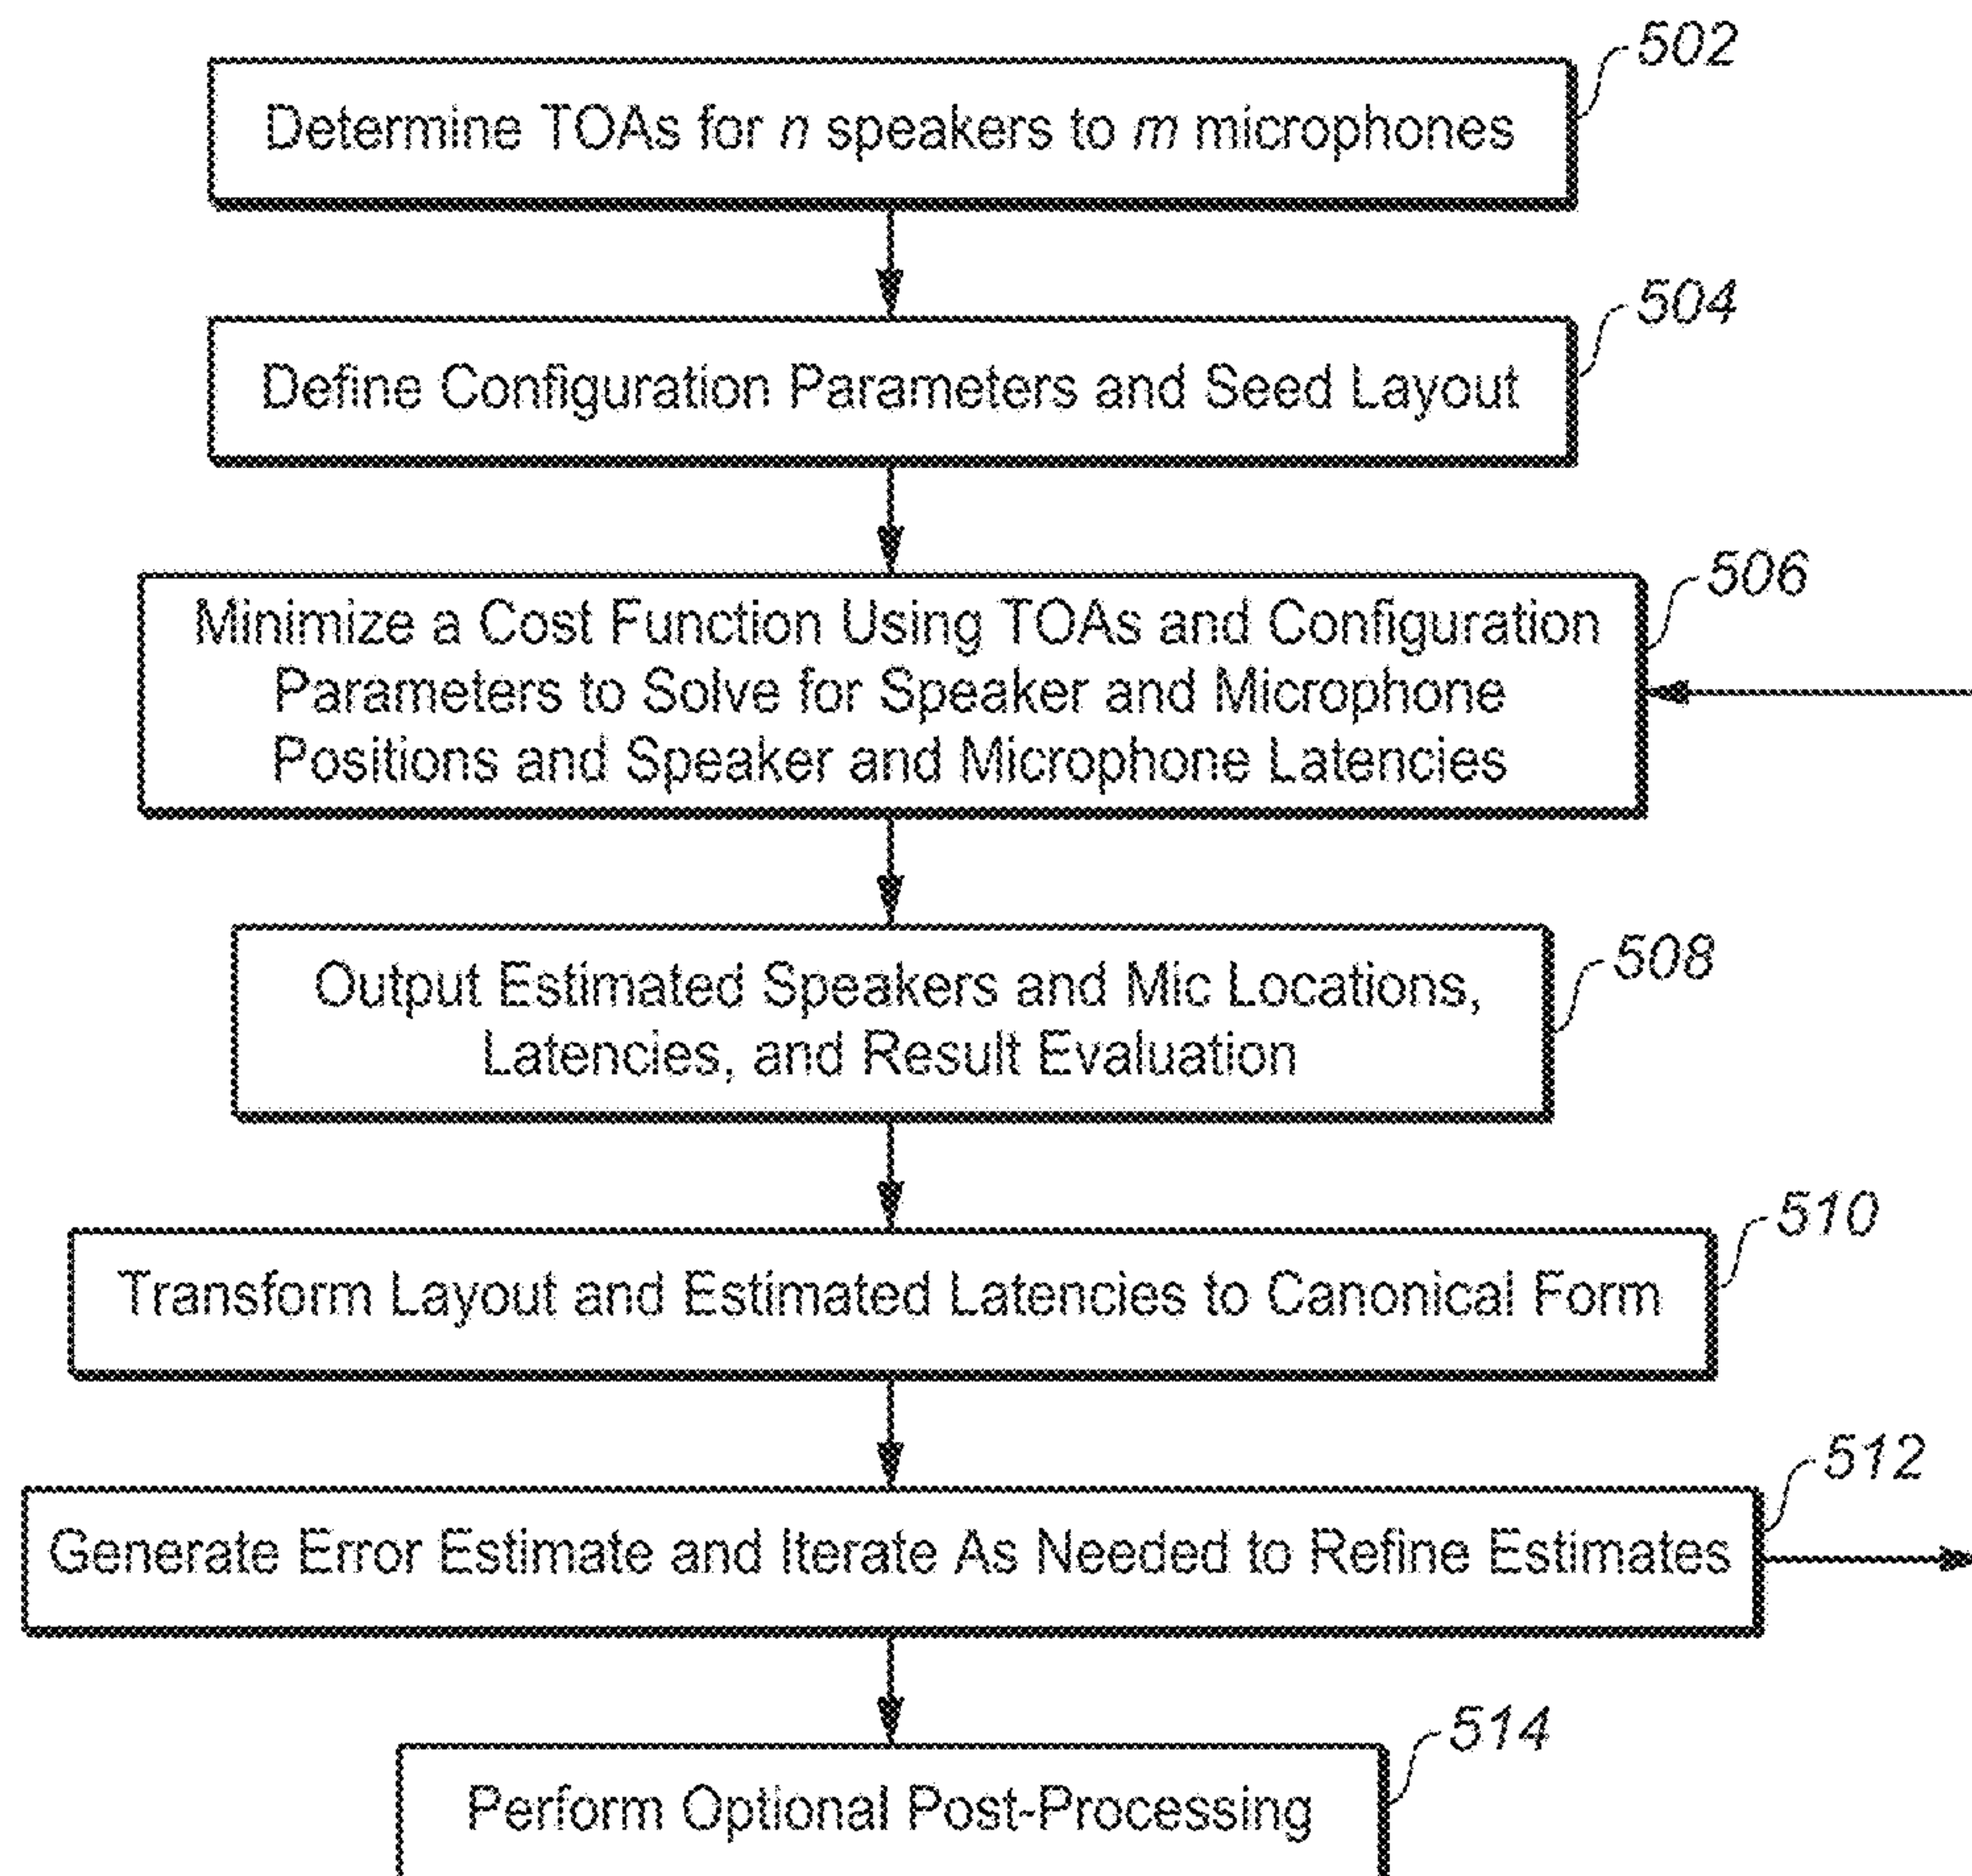 502
Determine TOAs for n speakers to m microphones
504
Define Configuration Parameters and Seed Layout
506
Minimize a Cost Function Using TOAs and Configuration
Parameters to Solve for Speaker and Microphone
Positions and Speaker and Microphone Latencies
508
Output Estimated Speakers and Mic Locations,
Latencies, and Result Evaluation
510
Transform Layout and Estimated Latencies to Canonical Form
512
Generate Error Estimate and Iterate As Needed to Refine Estimates
514
Perform Optional Post-Processing